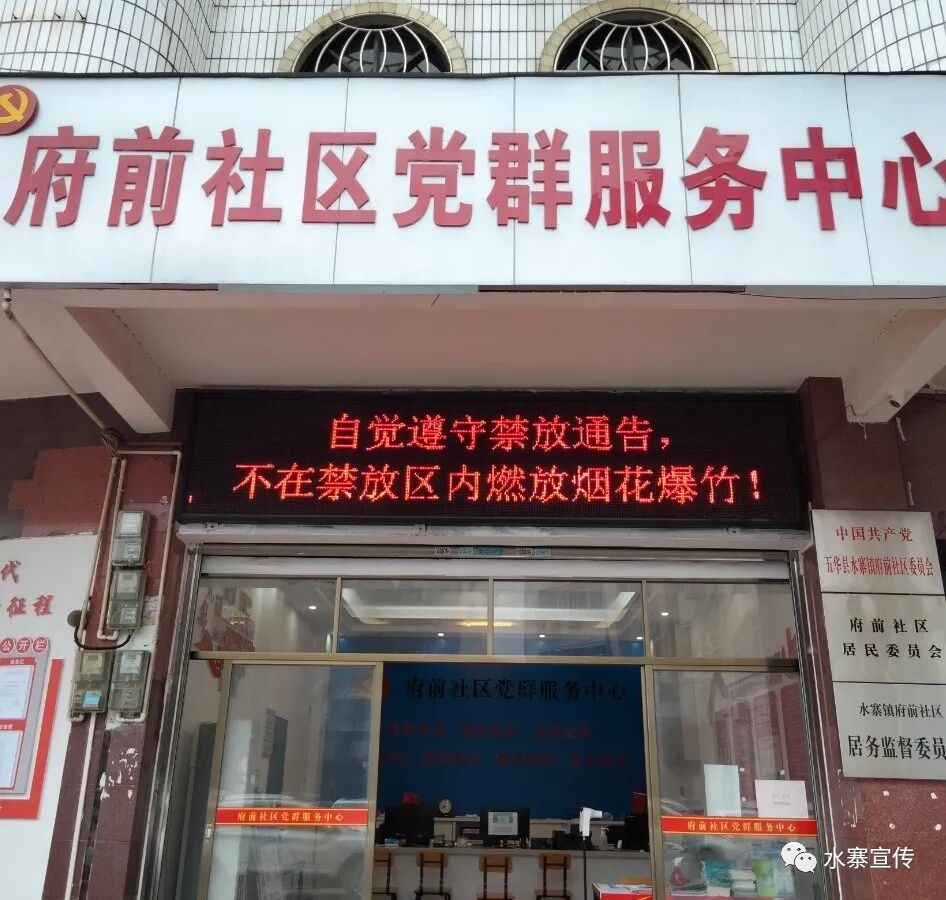 府前社区党群服务中心
自觉遵守禁放通告，
不在禁放区内燃放烟花爆竹！
代
征程
公开栏
中国共产党
五华县水寨镇府前社区委员会
府前社区
居民委员会
水寨镇府前社区
居务监督委员
府前社区党群服务中心
府前社区党群服务中心
府前社区党群服务中心
水寨宣传